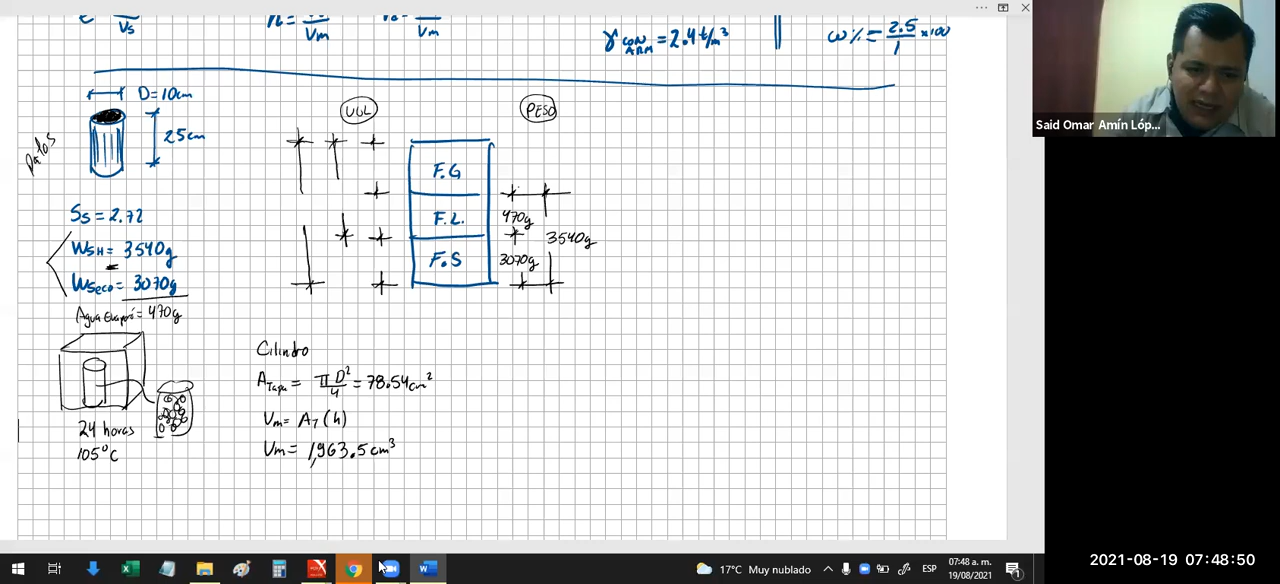 e
Vs
n =
Vm
Vm
γ CON ARM = 2.4 t/m³
ω% = 2.5/1 × 100
D = 10cm
Datos
25cm
Ss = 2.72
WSH = 3540g
WSeco = 3070g
Agua Evaporó = 470g
24 horas
105°C
VOL
PESO
F.G
F.L.
F.S
470g
3540g
3070g
Cilindro
ATapa = πD²/4 = 78.54cm²
Vm = AT (h)
Vm = 1,963.5 cm³
Said Omar Amín Lóp...
2021-08-19 07:48:50
17°C Muy nublado
ESP
07:48 a. m.
19/08/2021